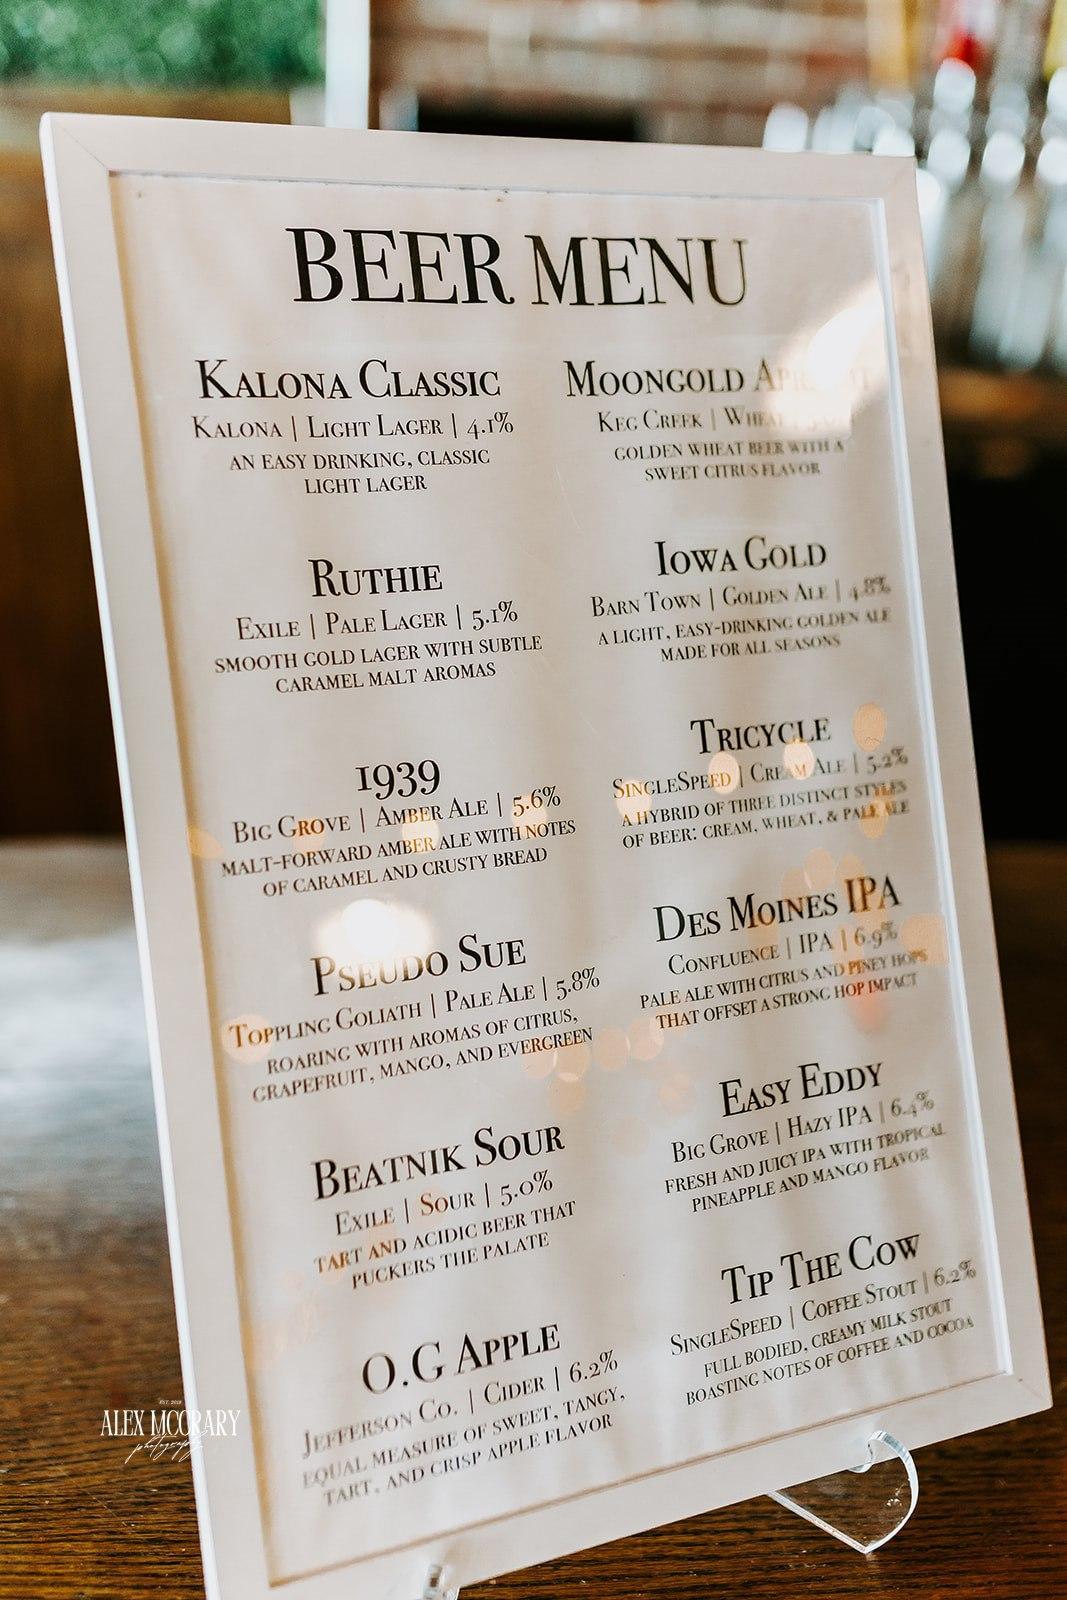 BEER MENU
KALONA CLASSIC
KALONA | LIGHT LAGER | 4.1%
AN EASY DRINKING, CLASSIC
LIGHT LAGER
RUTHIE
EXILE | PALE LAGER | 5.1%
SMOOTH GOLD LAGER WITH SUBTLE
CARAMEL MALT AROMAS
1939
BIG GROVE | AMBER ALE | 5.6%
MALT-FORWARD AMBER ALE WITH NOTES
OF CARAMEL AND CRUSTY BREAD
PSEUDO SUE
TOPPLING GOLIATH | PALE ALE | 5.8%
ROARING WITH AROMAS OF CITRUS,
GRAPEFRUIT, MANGO, AND EVERGREEN
BEATNIK SOUR
EXILE | SOUR | 5.0%
TART AND ACIDIC BEER THAT
PUCKERS THE PALATE
O.G APPLE
JEFFERSON CO. | CIDER | 6.2%
EQUAL MEASURE OF SWEET, TANGY,
TART, AND CRISP APPLE FLAVOR
MOONGOLD
KEG CREEK | WHEAT
GOLDEN WHEAT BEER WITH A
SWEET CITRUS FLAVOR
IOWA GOLD
BARN TOWN | GOLDEN ALE | 4.8%
A LIGHT, EASY-DRINKING GOLDEN ALE
MADE FOR ALL SEASONS
TRICYCLE
SINGLESPEED | CREAM ALE | 5.2%
A HYBRID OF THREE DISTINCT STYLES
OF BEER: CREAM, WHEAT, & PALE ALE
DES MOINES IPA
CONFLUENCE | IPA | 6.9%
PALE ALE WITH CITRUS AND PINEY HOPS
THAT OFFSET A STRONG HOP IMPACT
EASY EDDY
BIG GROVE | HAZY IPA | 6.4%
FRESH AND JUICY IPA WITH TROPICAL
PINEAPPLE AND MANGO FLAVOR
TIP THE COW
SINGLESPEED | COFFEE STOUT | 6.2%
FULL BODIED, CREAMY MILK STOUT
BOASTING NOTES OF COFFEE AND COCOA
ALEX MCCRARY
photography